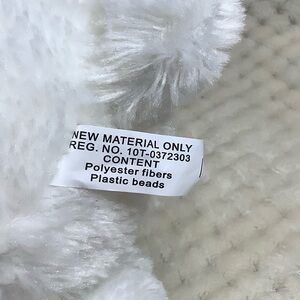 NEW MATERIAL ONLY
REG. NO. 10T-0372303
CONTENT
Polyester fibers
Plastic beads